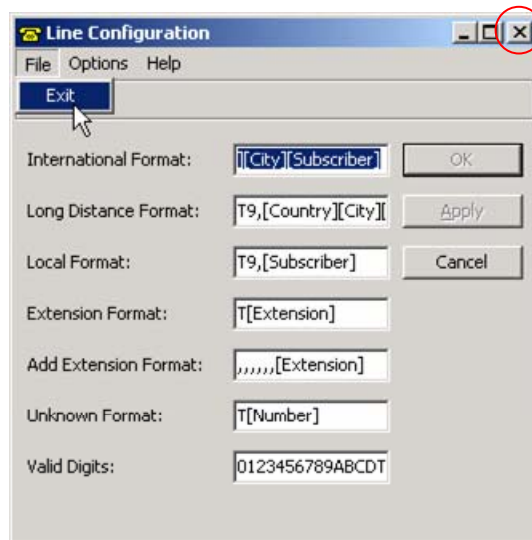 Line Configuration
File Options Help
Exit
International Format: ][City][Subscriber] OK
Long Distance Format: T9,[Country][City][ Apply
Local Format: T9,[Subscriber] Cancel
Extension Format: T[Extension]
Add Extension Format: ,,,,,,[Extension]
Unknown Format: T[Number]
Valid Digits: 0123456789ABCDT